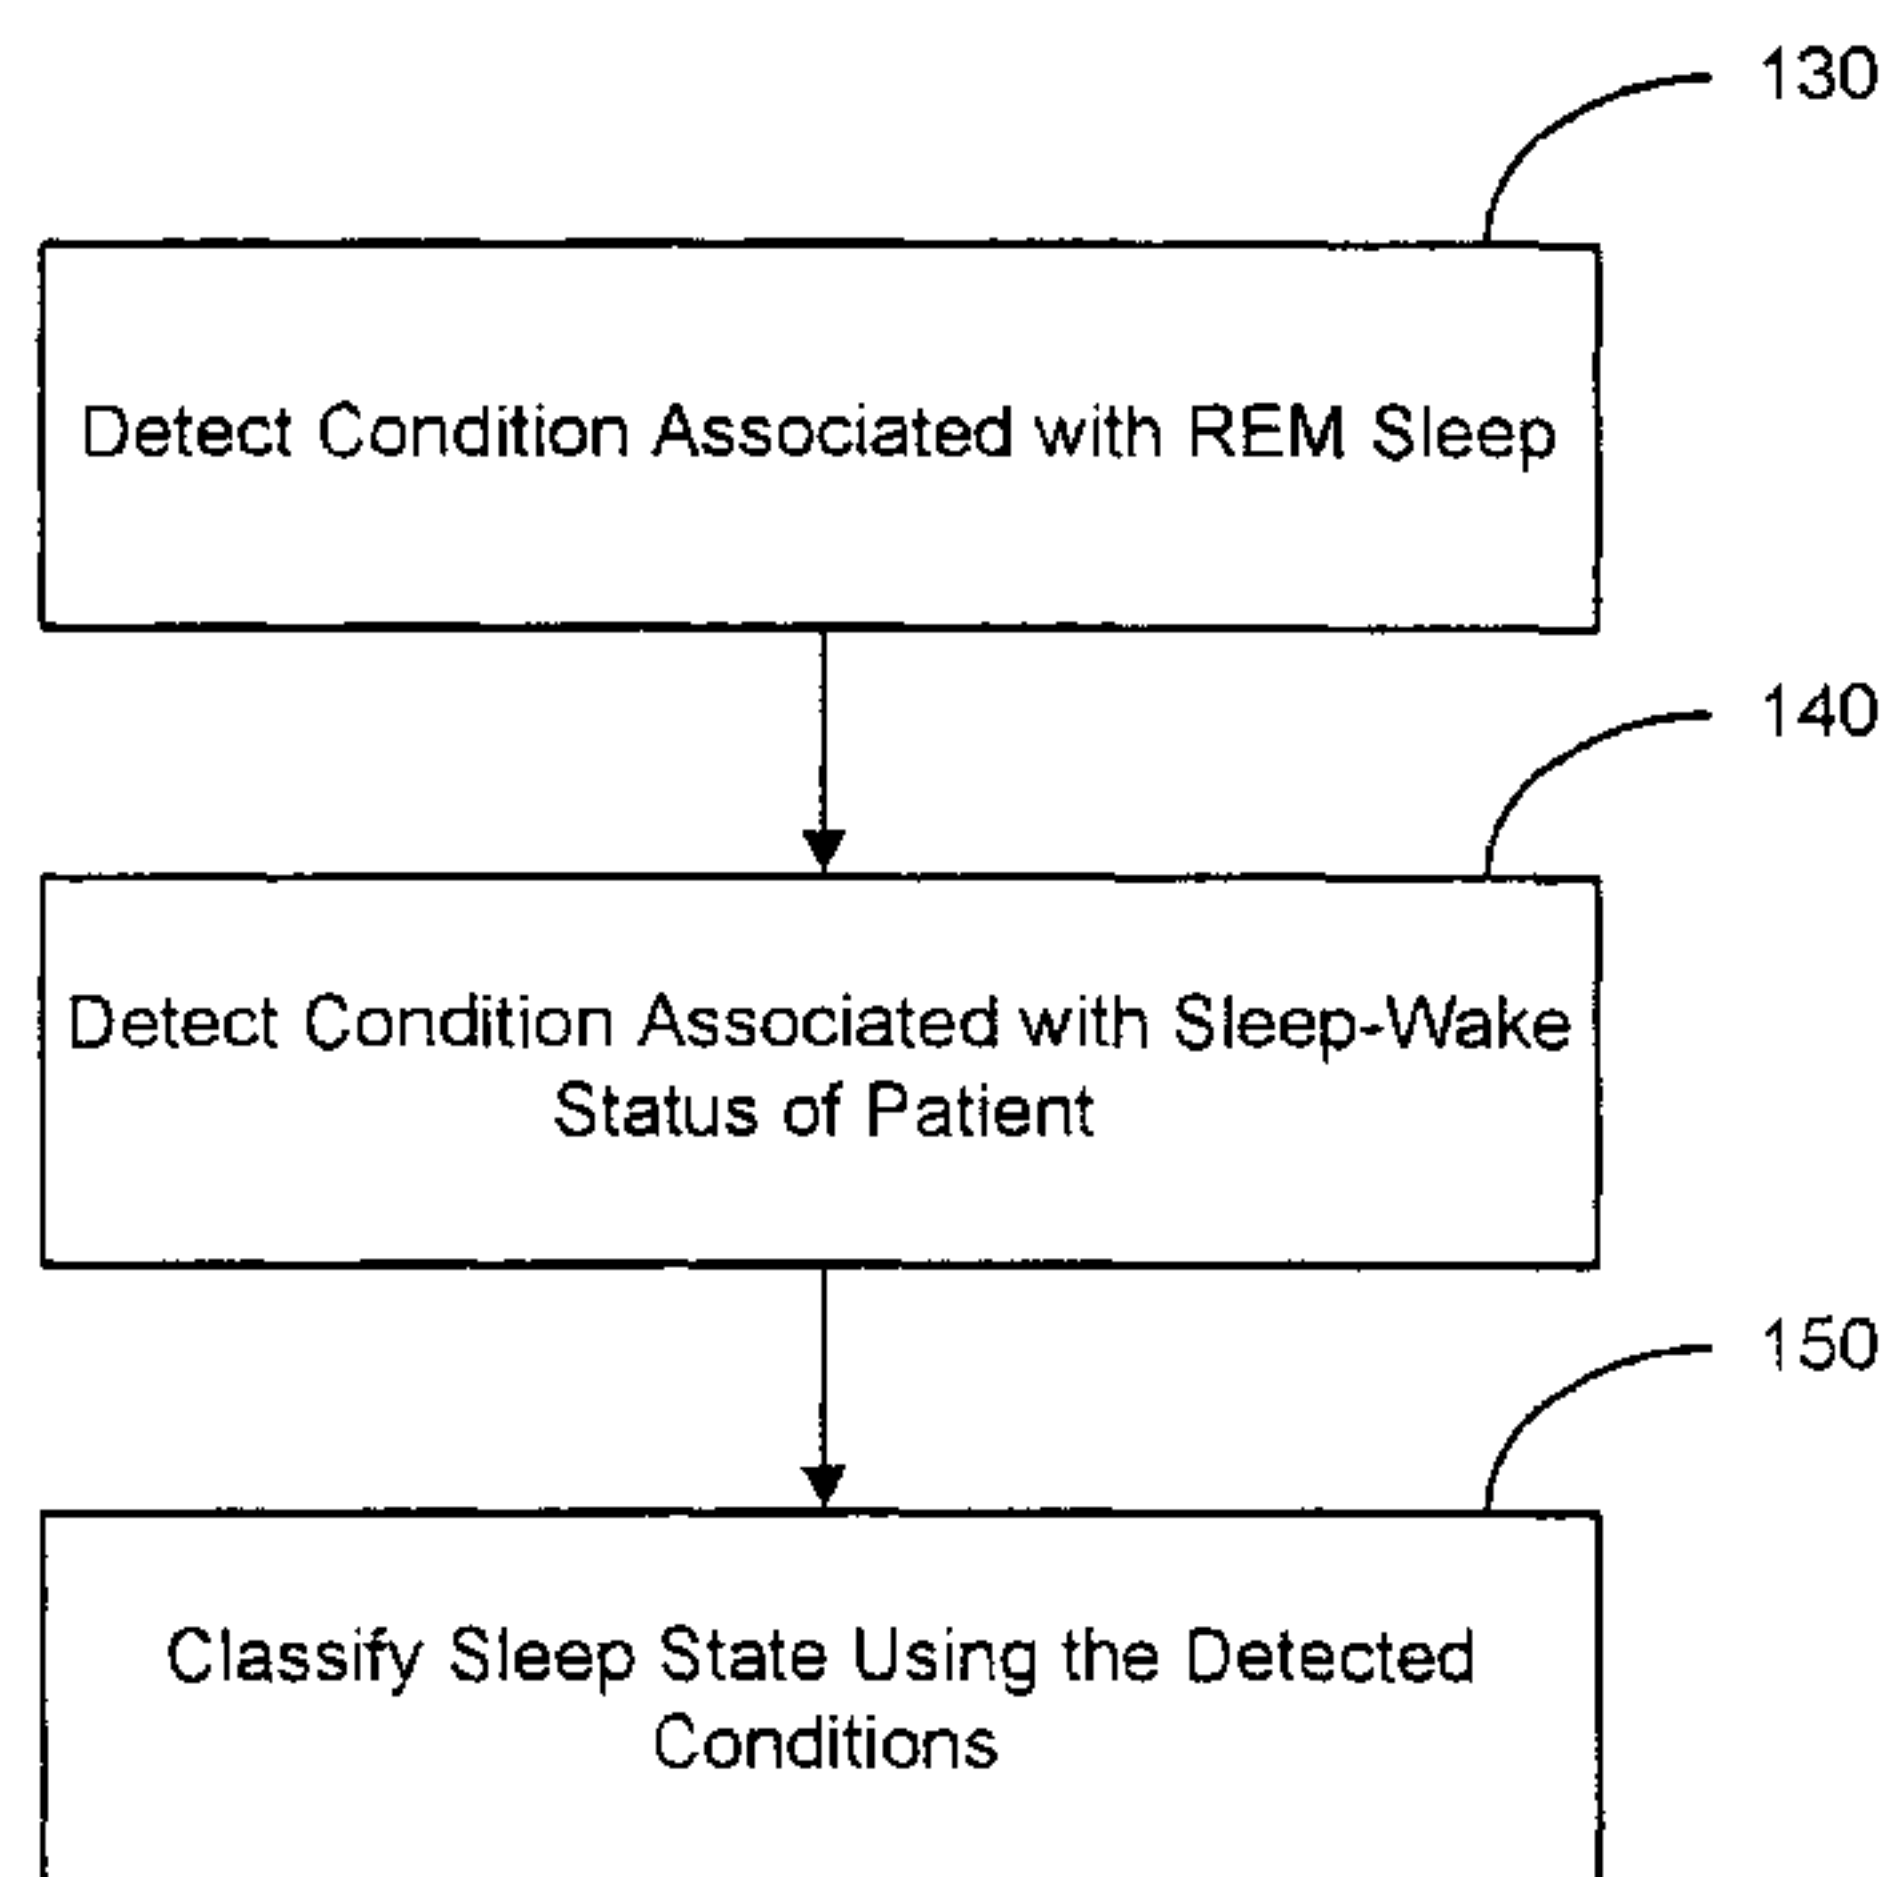 130
Detect Condition Associated with REM Sleep
140
Detect Condition Associated with Sleep-Wake
Status of Patient
150
Classify Sleep State Using the Detected
Conditions